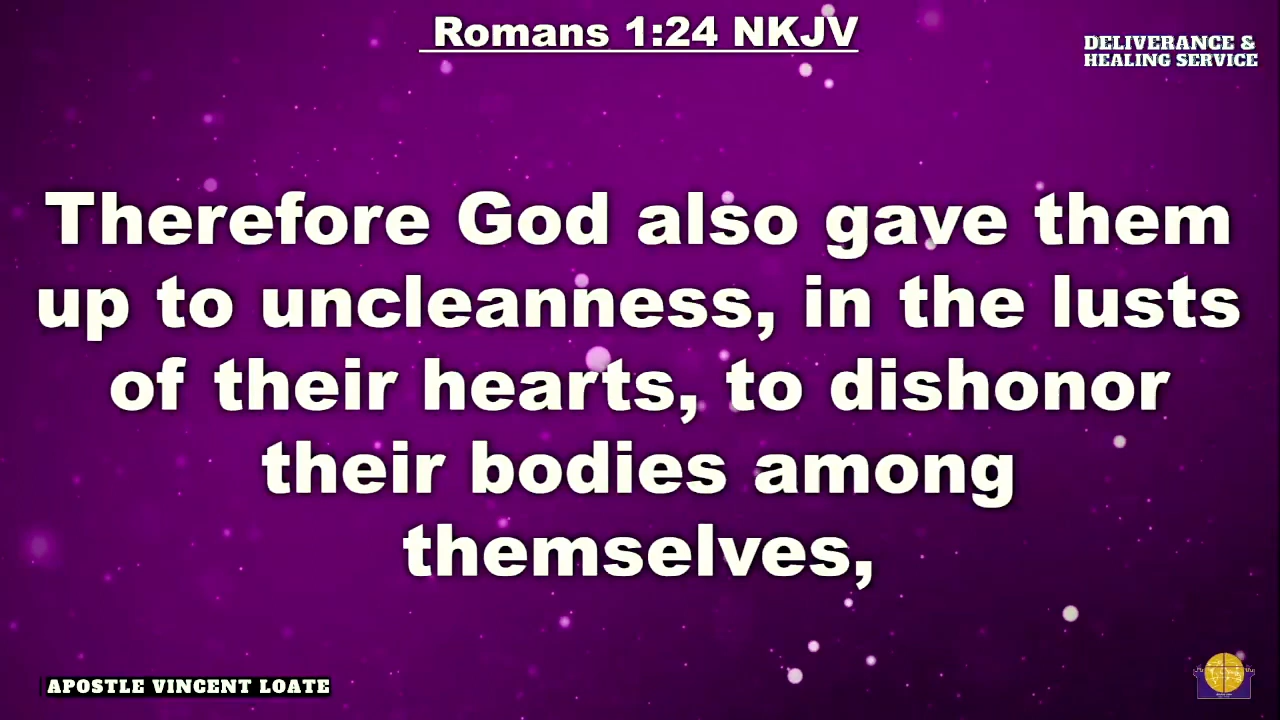 Romans 1:24 NKJV
DELIVERANCE &
HEALING SERVICE
Therefore God also gave them
up to uncleanness, in the lusts
of their hearts, to dishonor
their bodies among
themselves,
APOSTLE VINCENT LOATE